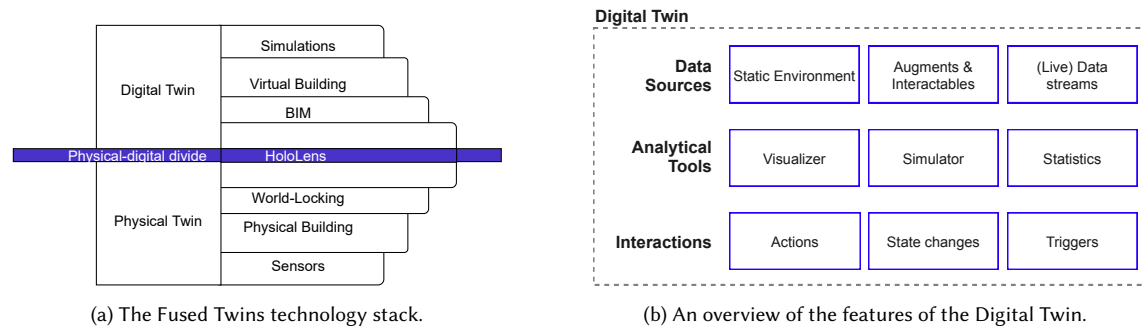 Simulations
Digital Twin
Virtual Building
BIM
Physical-digital divide
HoloLens
World-Locking
Physical Twin
Physical Building
Sensors
(a) The Fused Twins technology stack.
Digital Twin
Data
Sources
Static Environment
Augments &
Interactables
(Live) Data
streams
Analytical
Tools
Visualizer
Simulator
Statistics
Interactions
Actions
State changes
Triggers
(b) An overview of the features of the Digital Twin.